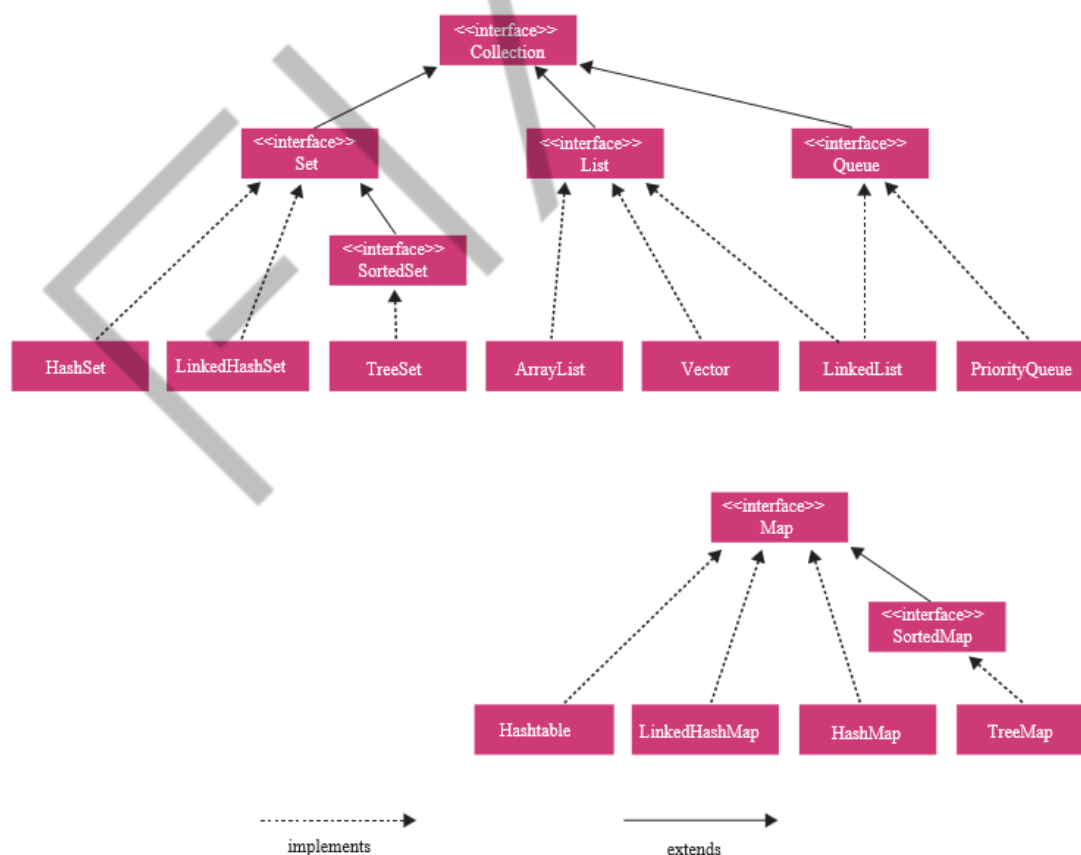 <<interface>>
Collection
<<interface>>
Set
<<interface>>
List
<<interface>>
Queue
<<interface>>
SortedSet
HashSet
LinkedHashSet
TreeSet
ArrayList
Vector
LinkedList
PriorityQueue
<<interface>>
Map
<<interface>>
SortedMap
Hashtable
LinkedHashMap
HashMap
TreeMap
implements
extends